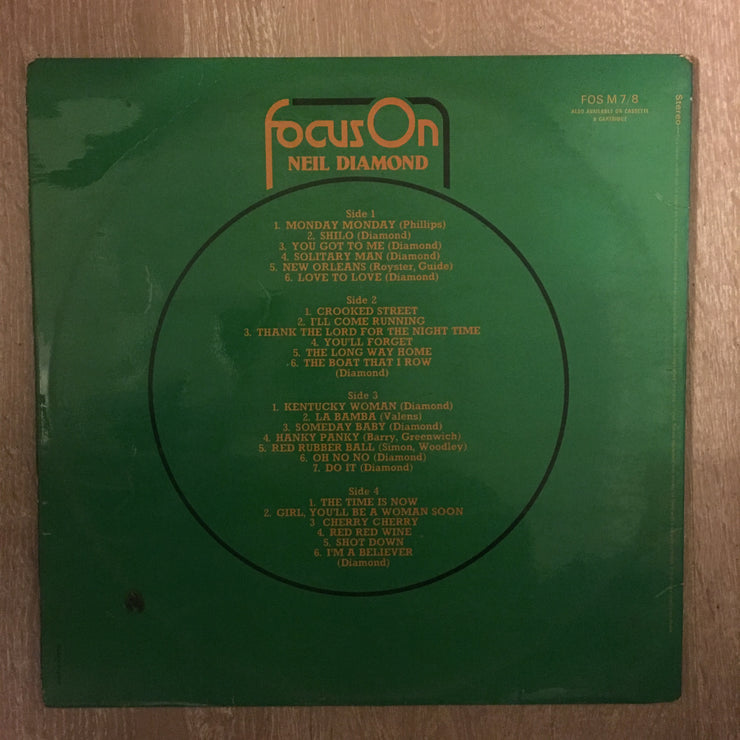 Focus On
NEIL DIAMOND
FOS M 7/8
ALSO AVAILABLE ON CASSETTE
& CARTRIDGE
Stereo
Side 1
1. MONDAY MONDAY (Phillips)
2. SHILO (Diamond)
3. YOU GOT TO ME (Diamond)
4. SOLITARY MAN (Diamond)
5. NEW ORLEANS (Royster, Guide)
6. LOVE TO LOVE (Diamond)
Side 2
1. CROOKED STREET
2. I'LL COME RUNNING
3. THANK THE LORD FOR THE NIGHT TIME
4. YOU'LL FORGET
5. THE LONG WAY HOME
6. THE BOAT THAT I ROW
(Diamond)
Side 3
1. KENTUCKY WOMAN (Diamond)
2. LA BAMBA (Valens)
3. SOMEDAY BABY (Diamond)
4. HANKY PANKY (Barry, Greenwich)
5. RED RUBBER BALL (Simon, Woodley)
6. OH NO NO (Diamond)
7. DO IT (Diamond)
Side 4
1. THE TIME IS NOW
2. GIRL, YOU'LL BE A WOMAN SOON
3 CHERRY CHERRY
4. RED RED WINE
5. SHOT DOWN
6. I'M A BELIEVER
(Diamond)